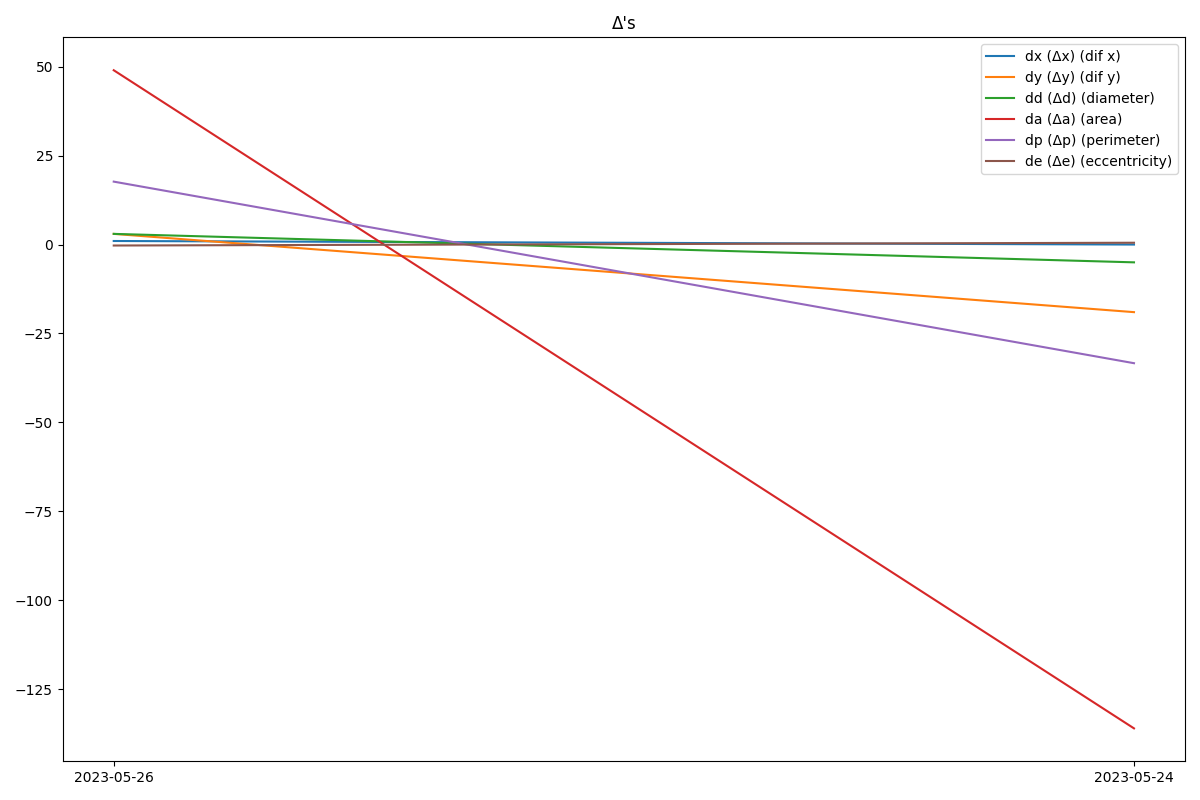 Δ's
dx (Δx) (dif x)
dy (Δy) (dif y)
dd (Δd) (diameter)
da (Δa) (area)
dp (Δp) (perimeter)
de (Δe) (eccentricity)
50
25
0
−25
−50
−75
−100
−125
2023-05-26
2023-05-24